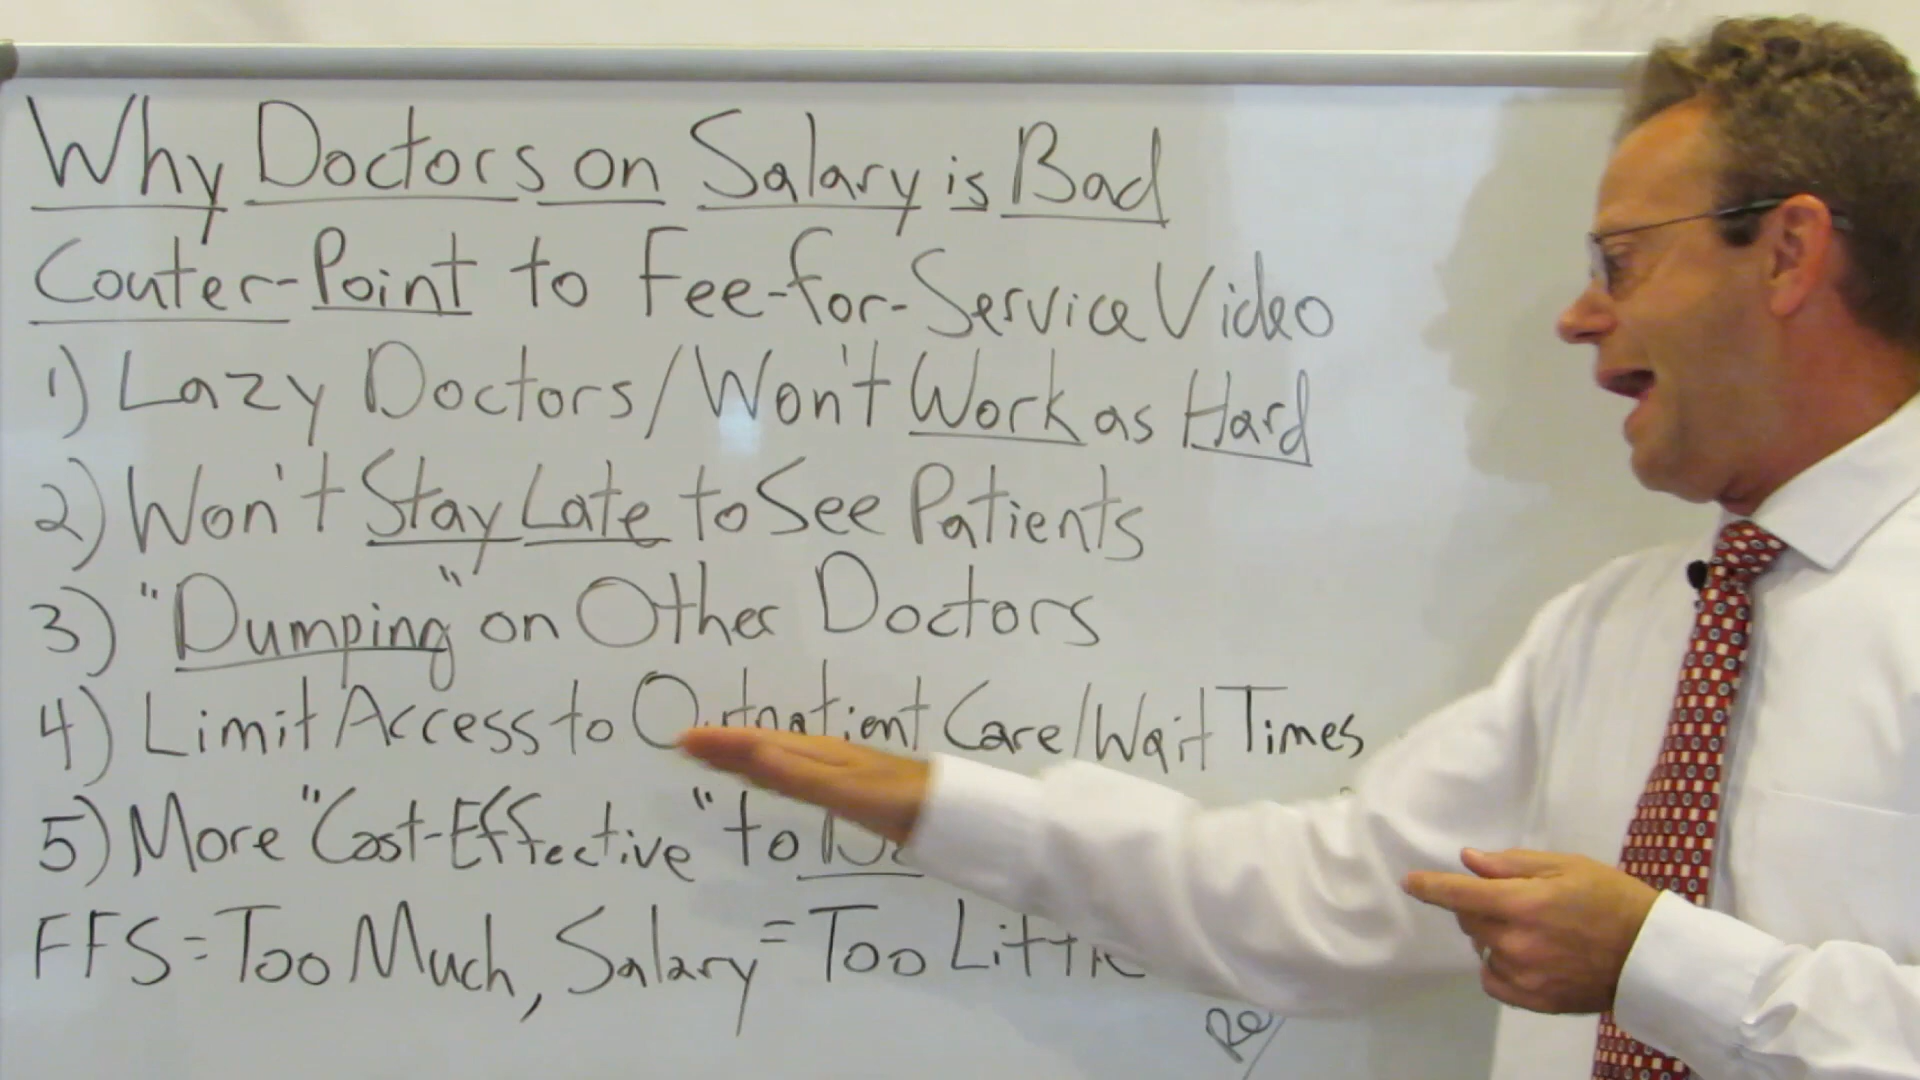 Why Doctors on Salary is Bad
Couter-Point to Fee-for-Service Video
1) Lazy Doctors/Won't Work as Hard
2) Won't Stay Late to See Patients
3) "Dumping" on Other Doctors
4) Limit Access to Outpatient Care/Wait Times
5) More "Cost-Effective" to
FFS = Too Much, Salary = Too Little